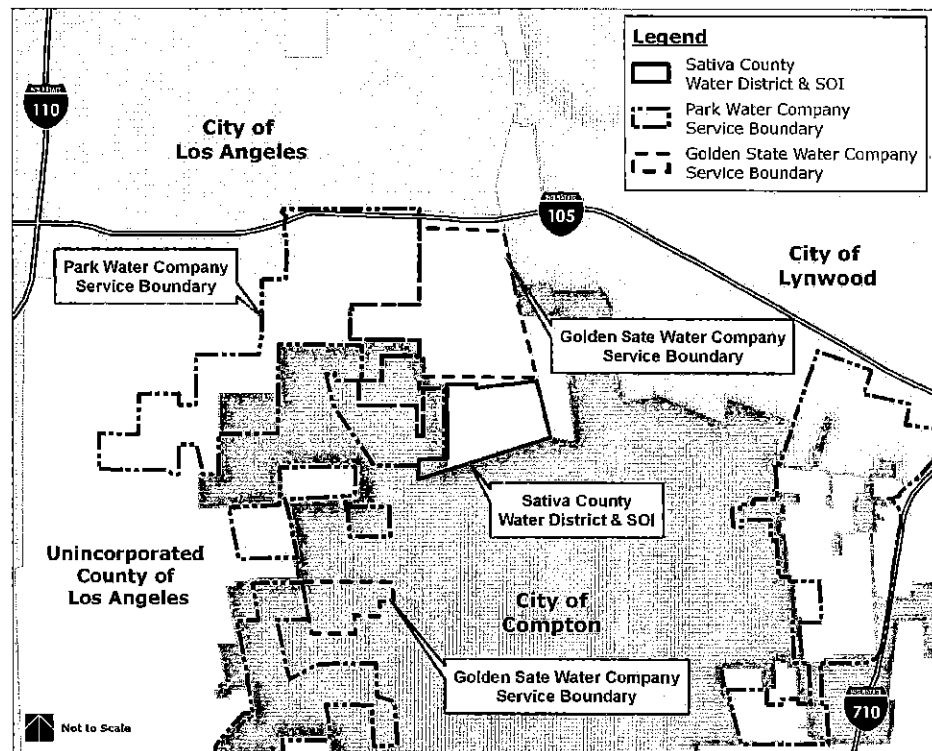 Legend
Sativa County
Water District & SOI
Park Water Company
Service Boundary
Golden State Water Company
Service Boundary
110
City of
Los Angeles
105
City of
Lynwood
Park Water Company
Service Boundary
Golden Sate Water Company
Service Boundary
Sativa County
Water District & SOI
Unincorporated
County of
Los Angeles
City of
Compton
Golden Sate Water Company
Service Boundary
710
Not to Scale